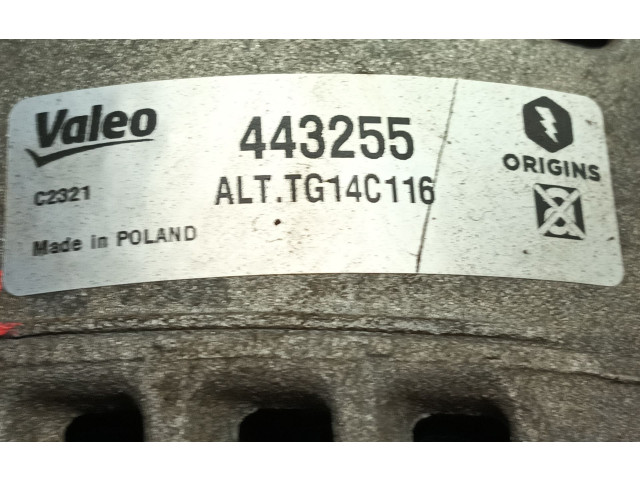 Valeo
443255
ORIGINS
C2321
ALT.TG14C116
Made in POLAND